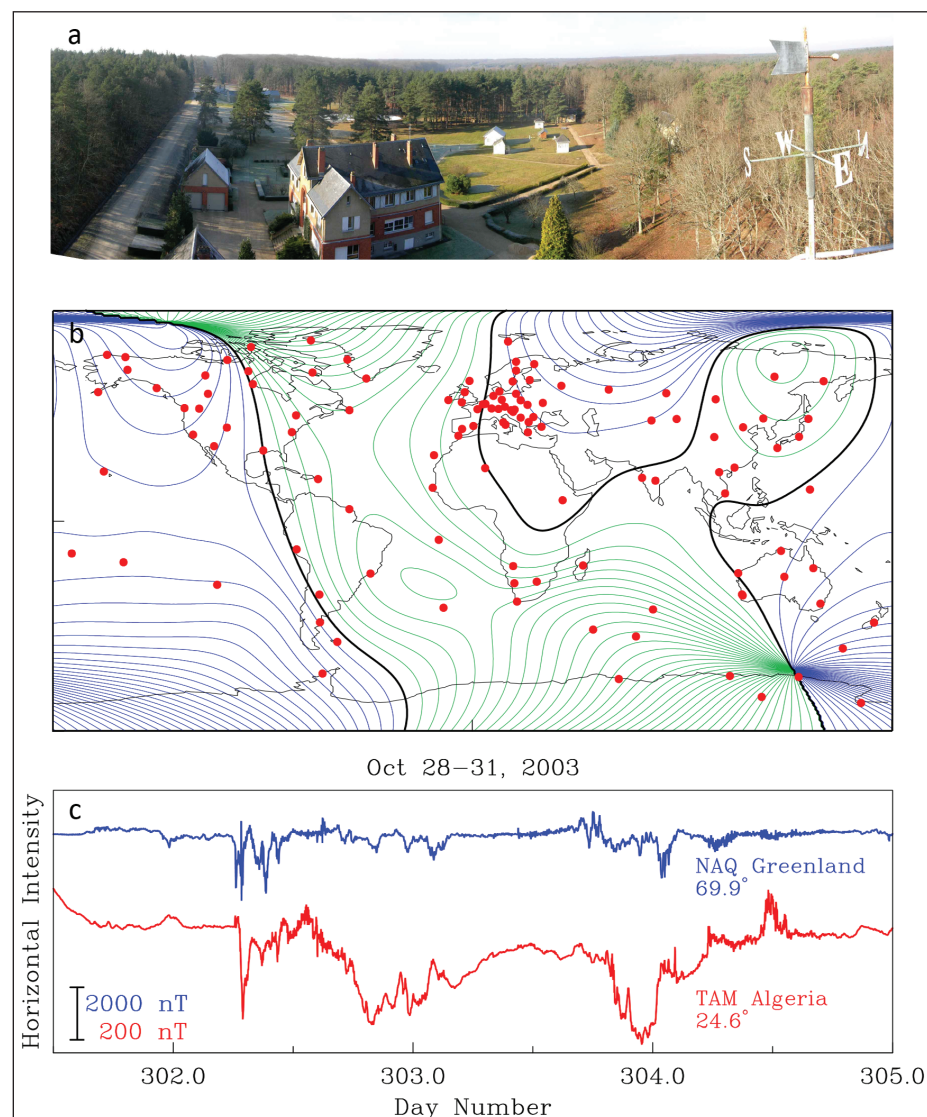 a
S
W
E
N
b
Oct 28–31, 2003
c
Horizontal Intensity
NAQ Greenland
69.9°
2000 nT
200 nT
TAM Algeria
24.6°
302.0 303.0 304.0 305.0
Day Number